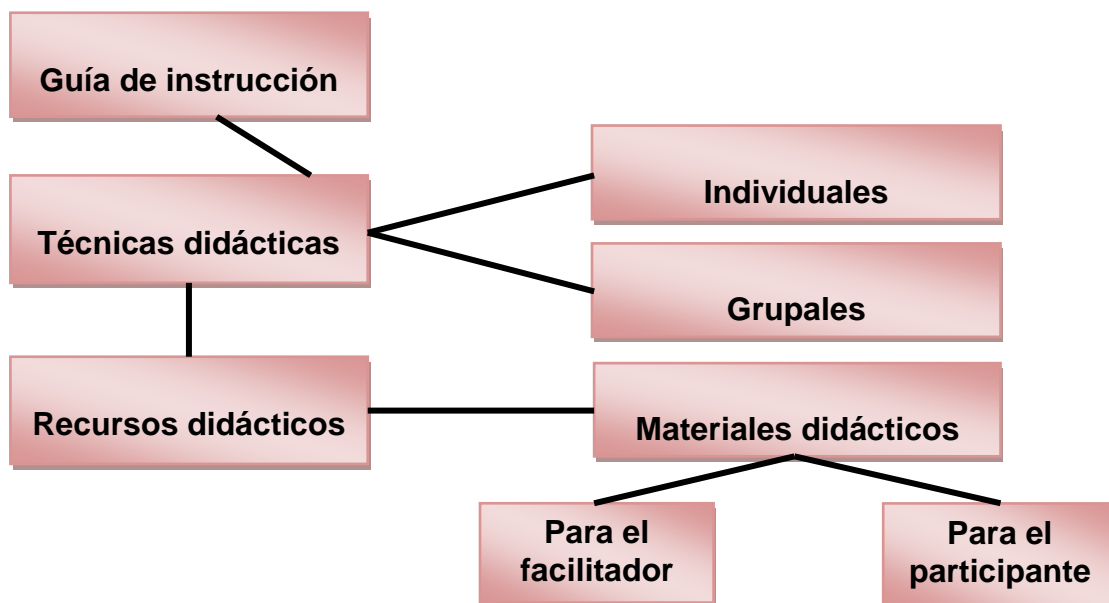 Guía de instrucción
Individuales
Técnicas didácticas
Grupales
Recursos didácticos
Materiales didácticos
Para el
facilitador
Para el
participante